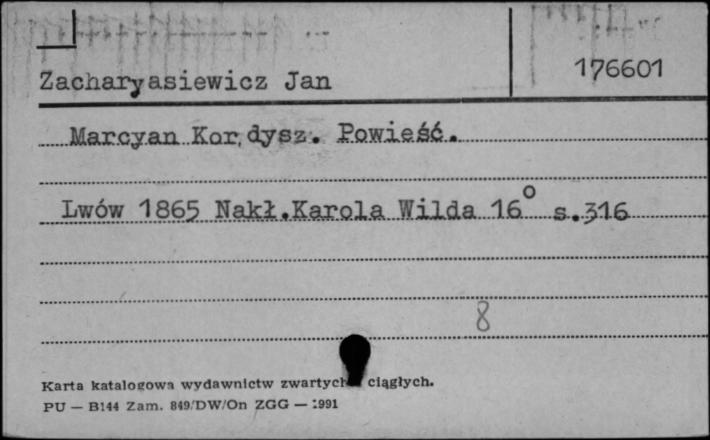 Zacharyasiewicz Jan
176601
Marcyan Kordysz. Powieść.
Lwów 1865 Nakł.Karola Wilda 16° s.316
8
Karta katalogowa wydawnictw zwartych ciągłych.
PU — B144 Zam. 849/DW/On ZGG — 1991